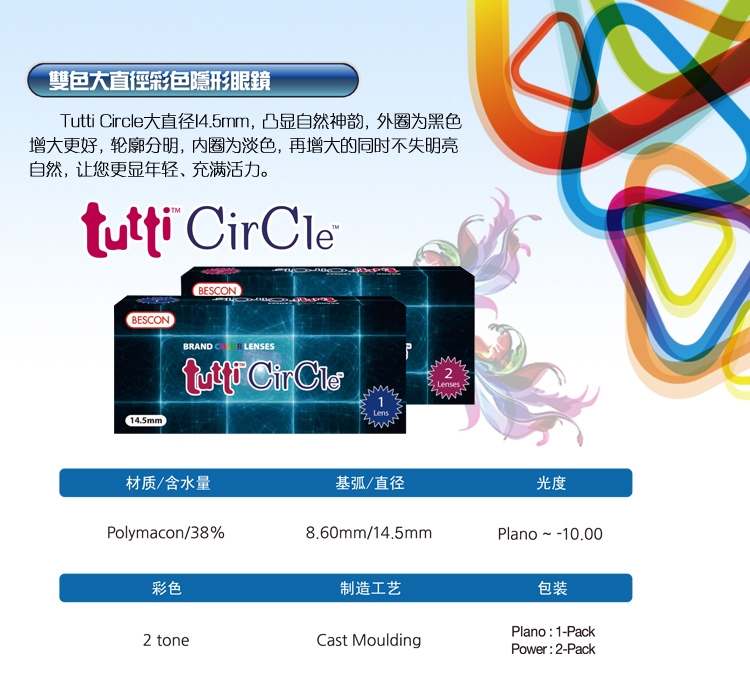 雙色大直徑彩色隱形眼鏡
Tutti Circle大直径14.5mm, 凸显自然神韵, 外圈为黑色
增大更好, 轮廓分明, 内圈为淡色, 再增大的同时不失明亮
自然, 让您更显年轻、充满活力。
tutti™ CirCle™
BESCON
BESCON
BRAND COLOR LENSES
tutti™ CirCle™
2
Lenses
1
Lens
14.5mm
材质/含水量 基弧/直径 光度
Polymacon/38% 8.60mm/14.5mm Plano ~ -10.00
彩色 制造工艺 包装
2 tone Cast Moulding Plano : 1-Pack
Power : 2-Pack